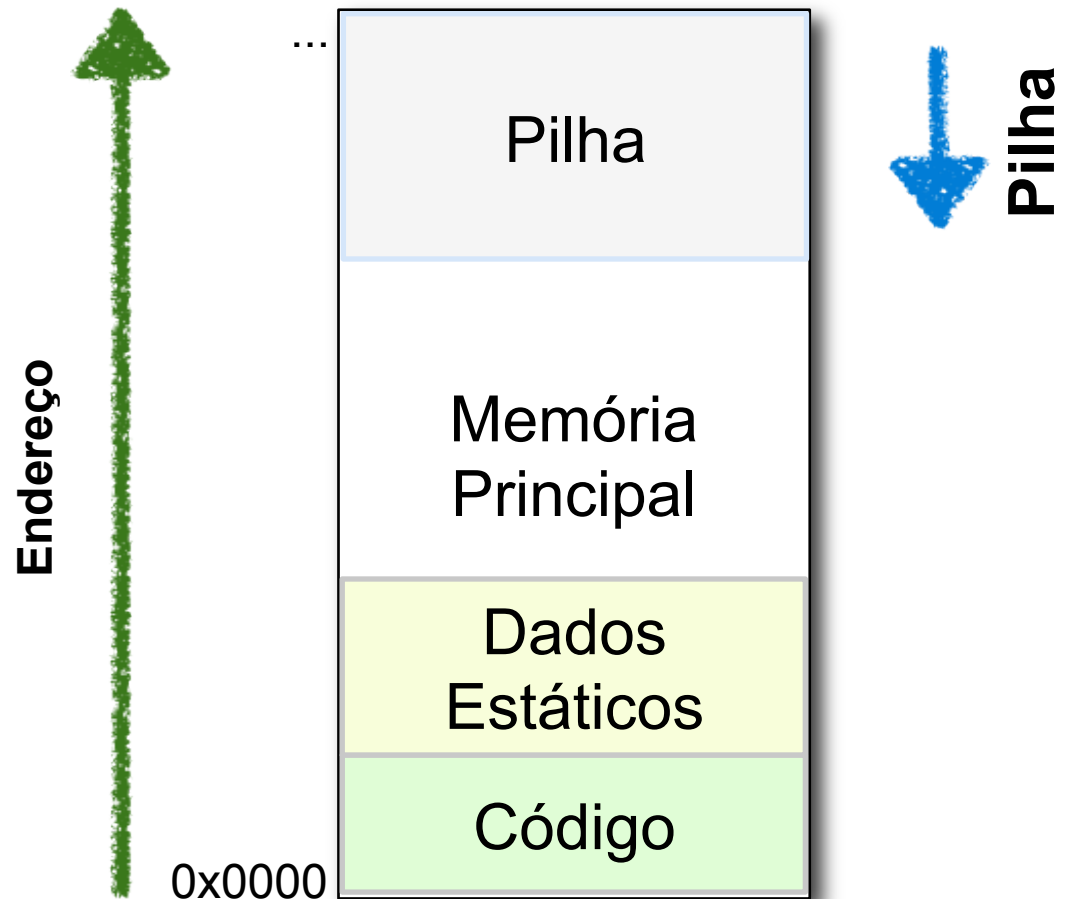 ...
Pilha
Pilha
Endereço
Memória
Principal
Dados
Estáticos
Código
0x0000